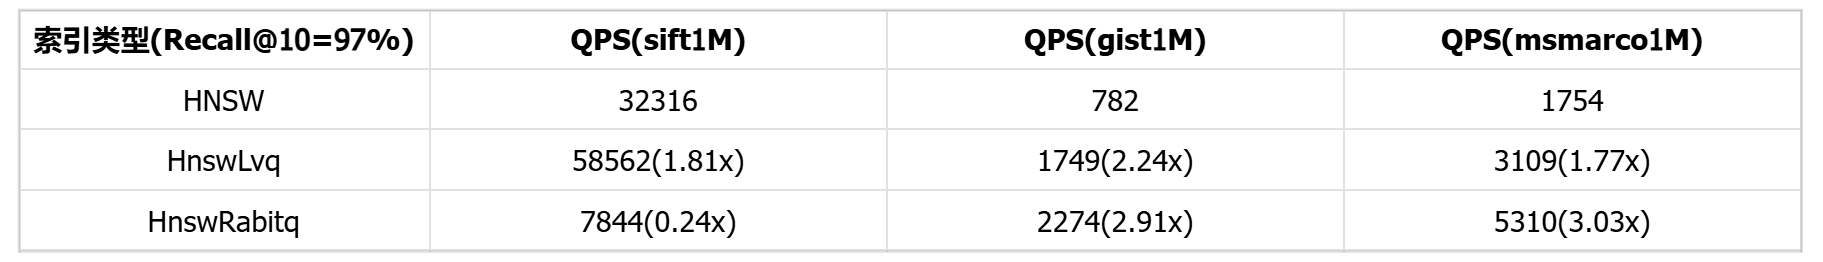 索引类型(Recall@10=97%) QPS(sift1M) QPS(gist1M) QPS(msmarco1M)
HNSW 32316 782 1754
HnswLvq 58562(1.81x) 1749(2.24x) 3109(1.77x)
HnswRabitq 7844(0.24x) 2274(2.91x) 5310(3.03x)